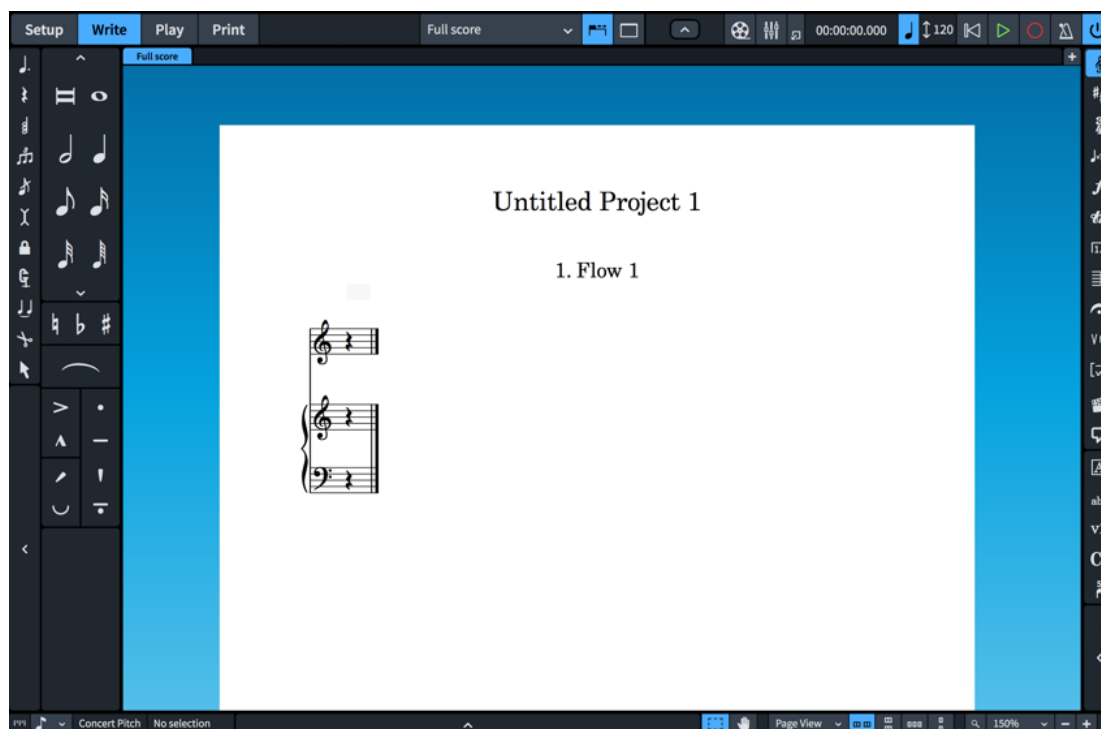 Setup Write Play Print Full score 00:00:00.000 120
Full score
Untitled Project 1
1. Flow 1
Concert Pitch No selection Page View 150%